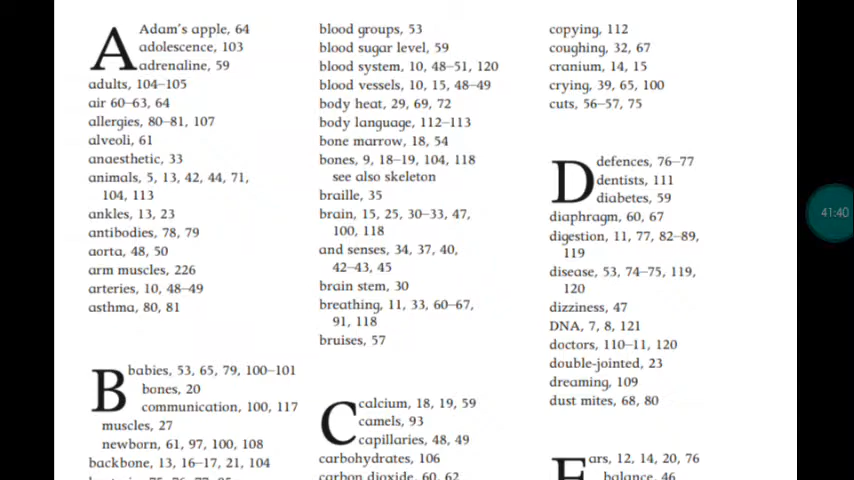 A
Adam's apple, 64
adolescence, 103
adrenaline, 59
adults, 104–105
air 60–63, 64
allergies, 80–81, 107
alveoli, 61
anaesthetic, 33
animals, 5, 13, 42, 44, 71,
104, 113
ankles, 13, 23
antibodies, 78, 79
aorta, 48, 50
arm muscles, 226
arteries, 10, 48–49
asthma, 80, 81
B
babies, 53, 65, 79, 100–101
bones, 20
communication, 100, 117
muscles, 27
newborn, 61, 97, 100, 108
backbone, 13, 16–17, 21, 104
blood groups, 53
blood sugar level, 59
blood system, 10, 48–51, 120
blood vessels, 10, 15, 48–49
body heat, 29, 69, 72
body language, 112–113
bone marrow, 18, 54
bones, 9, 18–19, 104, 118
see also skeleton
braille, 35
brain, 15, 25, 30–33, 47,
100, 118
and senses, 34, 37, 40,
42–43, 45
brain stem, 30
breathing, 11, 33, 60–67,
91, 118
bruises, 57
C
calcium, 18, 19, 59
camels, 93
capillaries, 48, 49
carbohydrates, 106
carbon dioxide, 60, 62
copying, 112
coughing, 32, 67
cranium, 14, 15
crying, 39, 65, 100
cuts, 56–57, 75
D
defences, 76–77
dentists, 111
diabetes, 59
diaphragm, 60, 67
digestion, 11, 77, 82–89,
119
disease, 53, 74–75, 119,
120
dizziness, 47
DNA, 7, 8, 121
doctors, 110–11, 120
double-jointed, 23
dreaming, 109
dust mites, 68, 80
E
ars, 12, 14, 20, 76
balance, 46
41:40